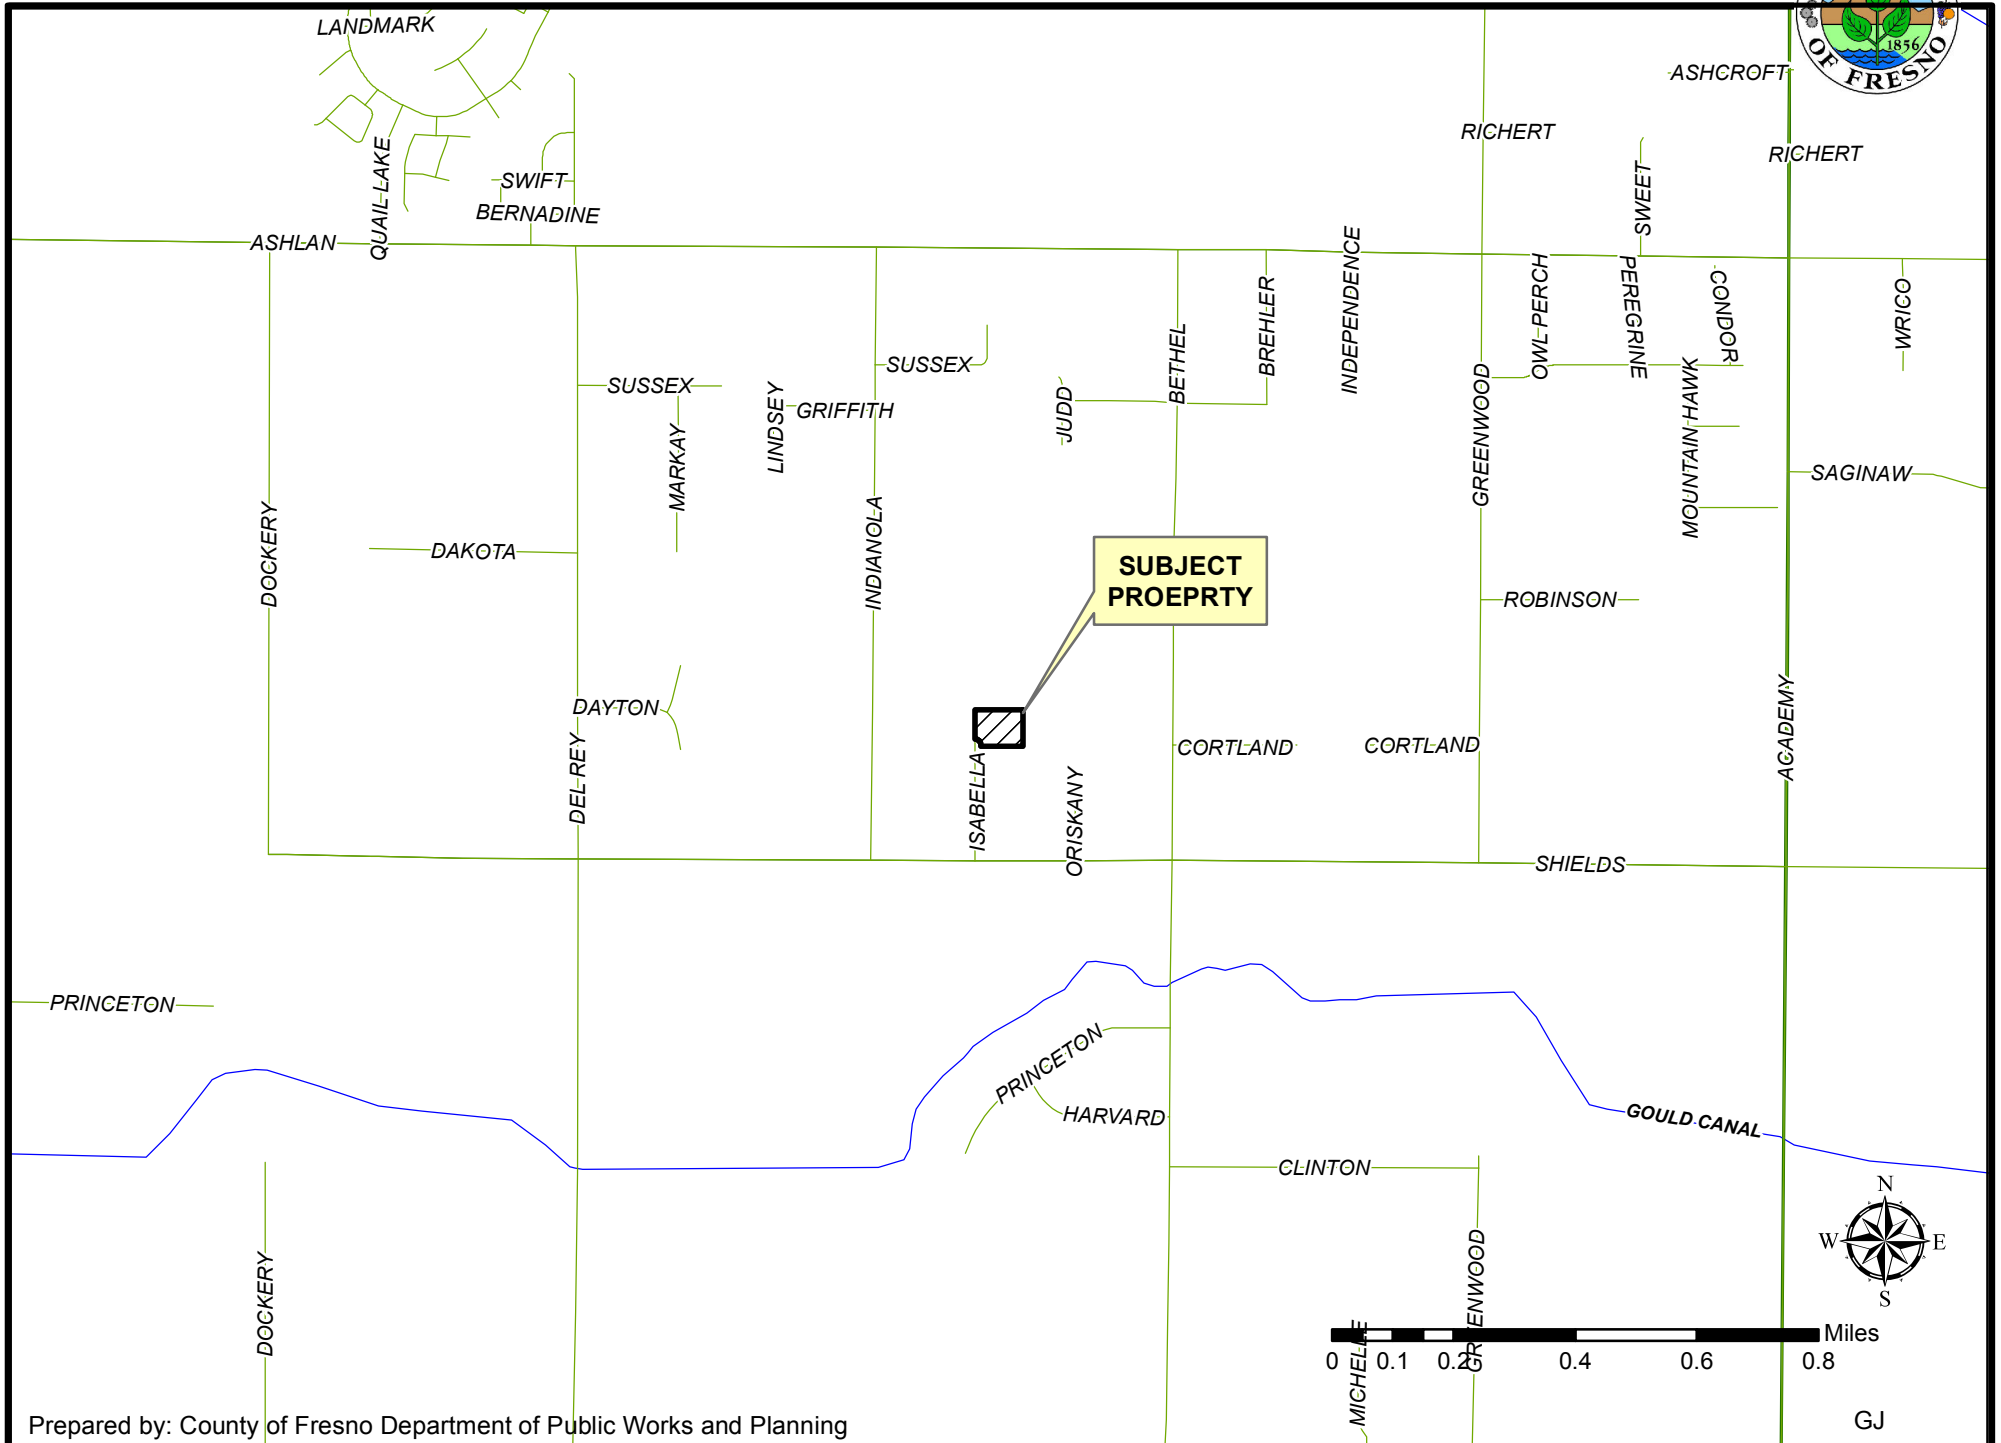 LANDMARK
1856
OF FRESNO
ASHCROFT
RICHERT
RICHERT
QUAIL LAKE
SWIFT
SWEET
BERNADINE
ASHLAN
INDEPENDENCE
OWL PERCH
PEREGRINE
CONDOR
WRICO
BREHLER
BETHEL
SUSSEX
SUSSEX
LINDSEY
GRIFFITH
JUDD
MARKAY
GREENWOOD
MOUNTAIN HAWK
SAGINAW
DOCKERY
DAKOTA
INDIANOLA
SUBJECT
PROEPRTY
ROBINSON
DAYTON
DEL REY
ISABELLA
ORISKANY
CORTLAND
CORTLAND
ACADEMY
SHIELDS
PRINCETON
PRINCETON
HARVARD
GOULD CANAL
CLINTON
N
W
E
S
DOCKERY
GREENWOOD
MICHELLE
Miles
0 0.1 0.2 0.4 0.6 0.8
Prepared by: County of Fresno Department of Public Works and Planning
GJ